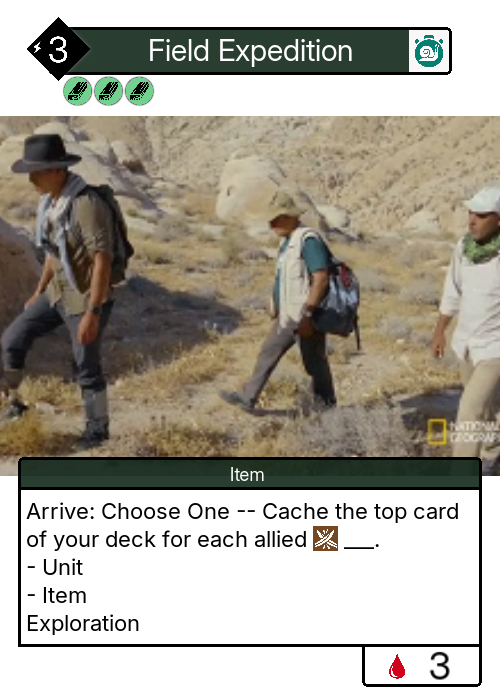 3
Field Expedition
NATIONAL
GEOGRAP
Item
Arrive: Choose One -- Cache the top card
of your deck for each allied ___.
- Unit
- Item
Exploration
3